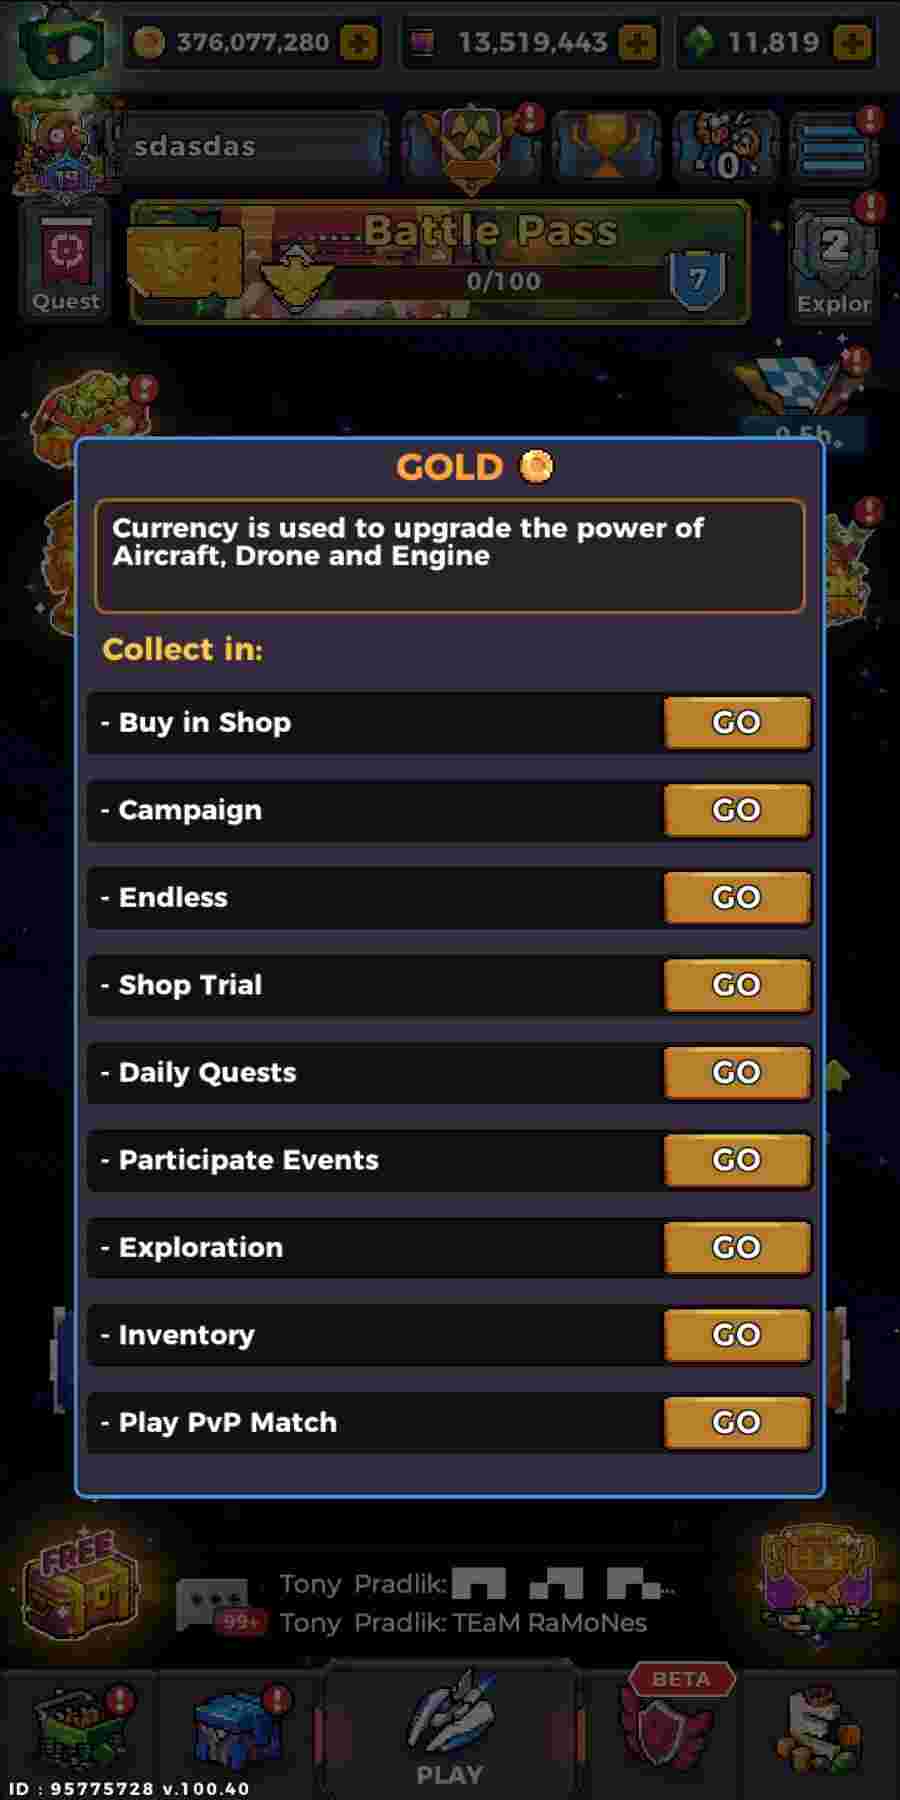 376,077,280
13,519,443
11,819
sdasdas
0
Battle Pass
0/100
7
2
Quest
Explor
GOLD
Currency is used to upgrade the power of
Aircraft, Drone and Engine
Collect in:
- Buy in Shop GO
- Campaign GO
- Endless GO
- Shop Trial GO
- Daily Quests GO
- Participate Events GO
- Exploration GO
- Inventory GO
- Play PvP Match GO
FREE
Tony Pradlik:
99+
Tony Pradlik: TEaM RaMoNes
BETA
PLAY
ID : 95775728 v.100.40